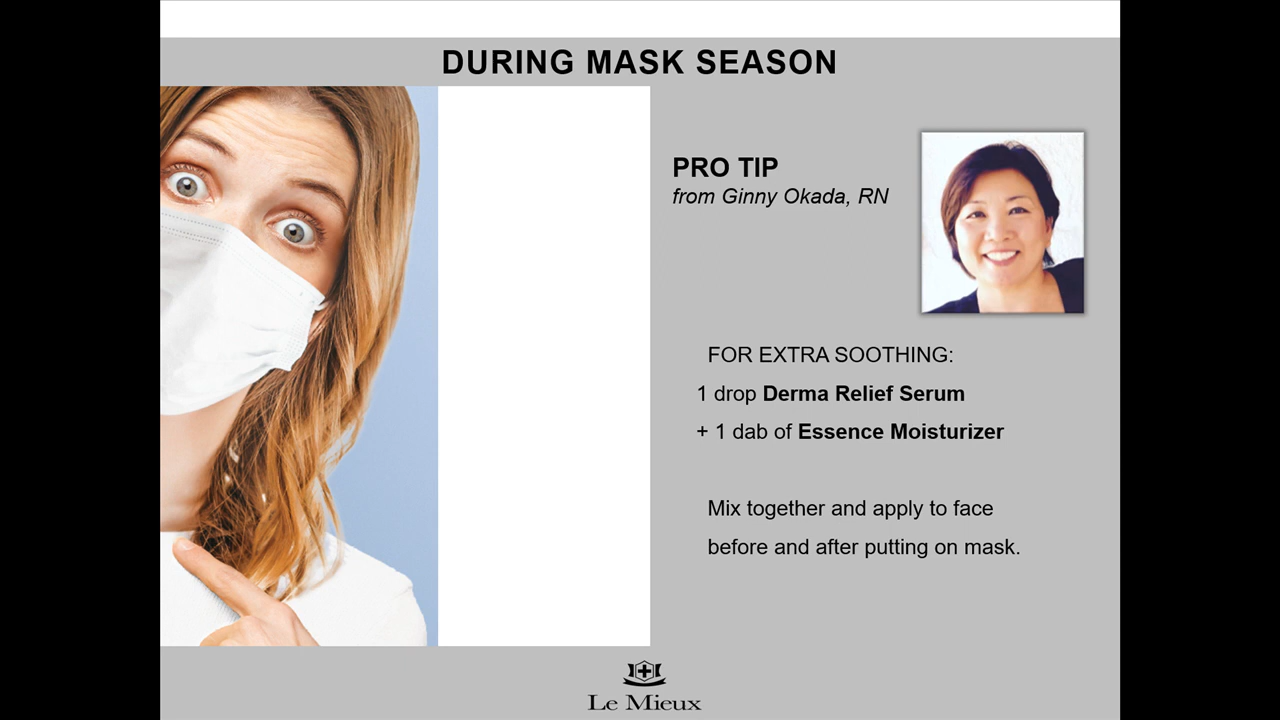 DURING MASK SEASON
PRO TIP
from Ginny Okada, RN
FOR EXTRA SOOTHING:
1 drop Derma Relief Serum
+ 1 dab of Essence Moisturizer
Mix together and apply to face
before and after putting on mask.
Le Mieux